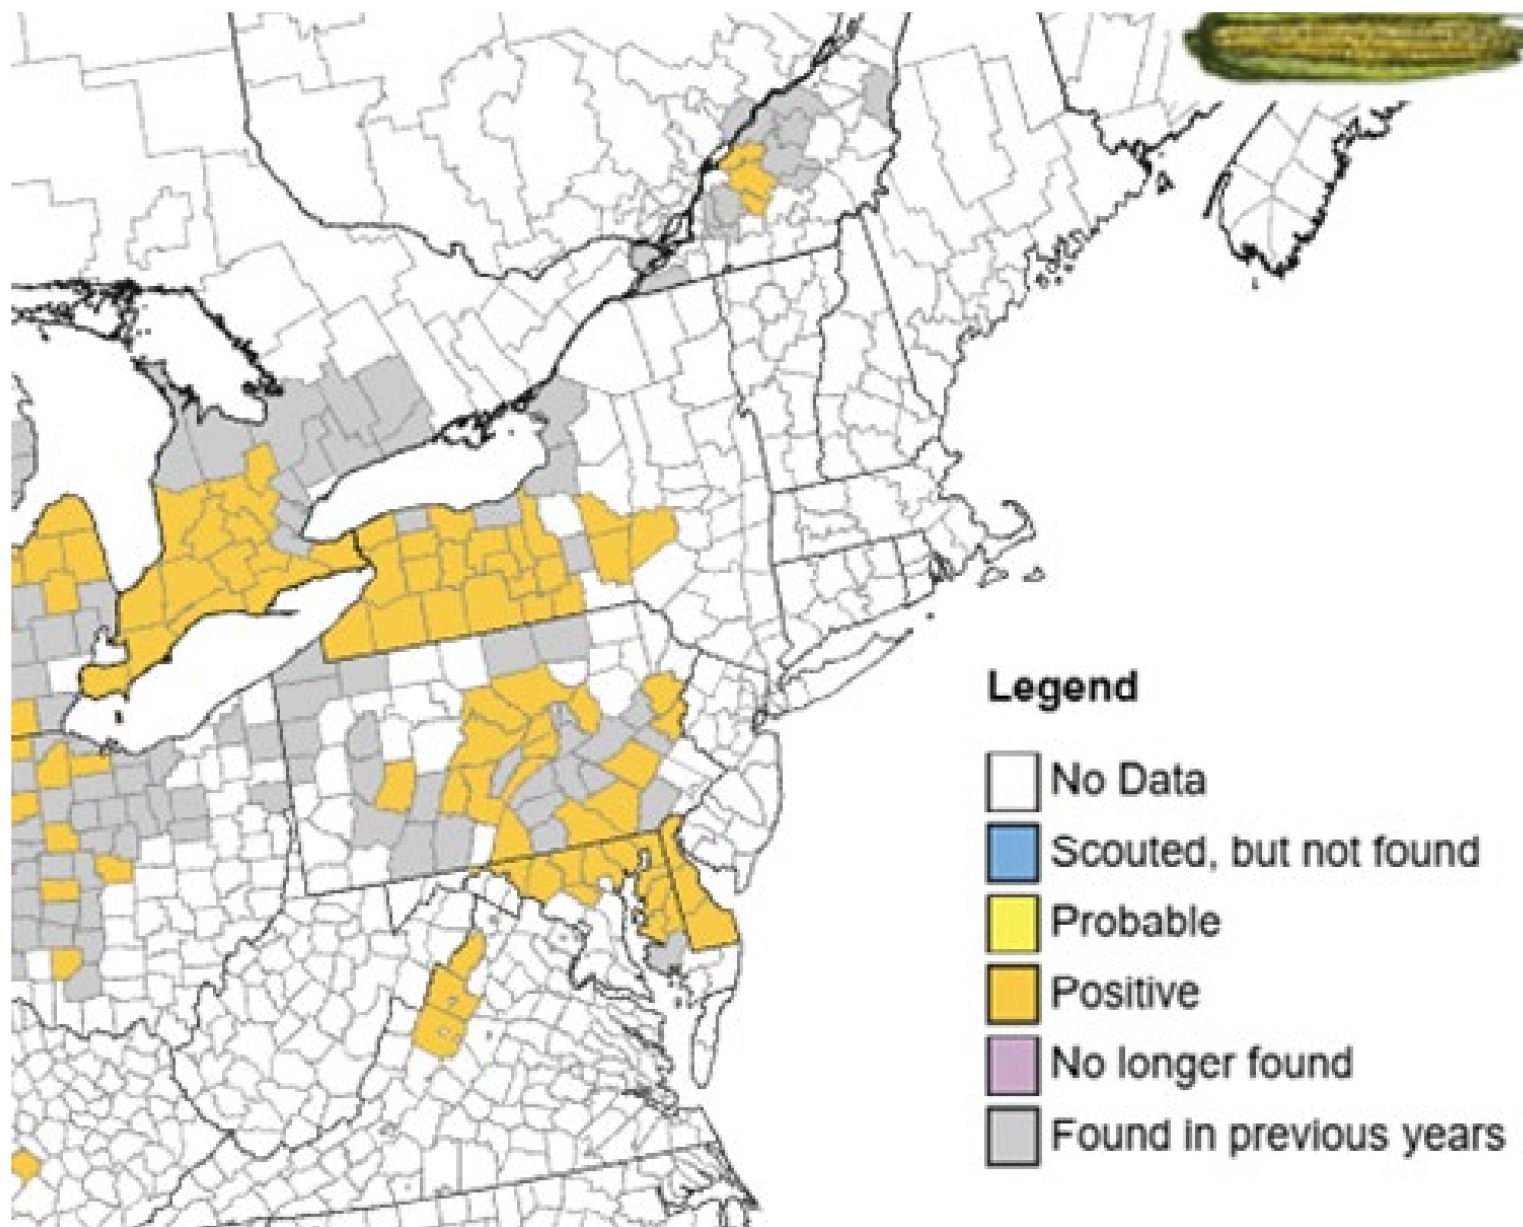 Legend
No Data
Scouted, but not found
Probable
Positive
No longer found
Found in previous years